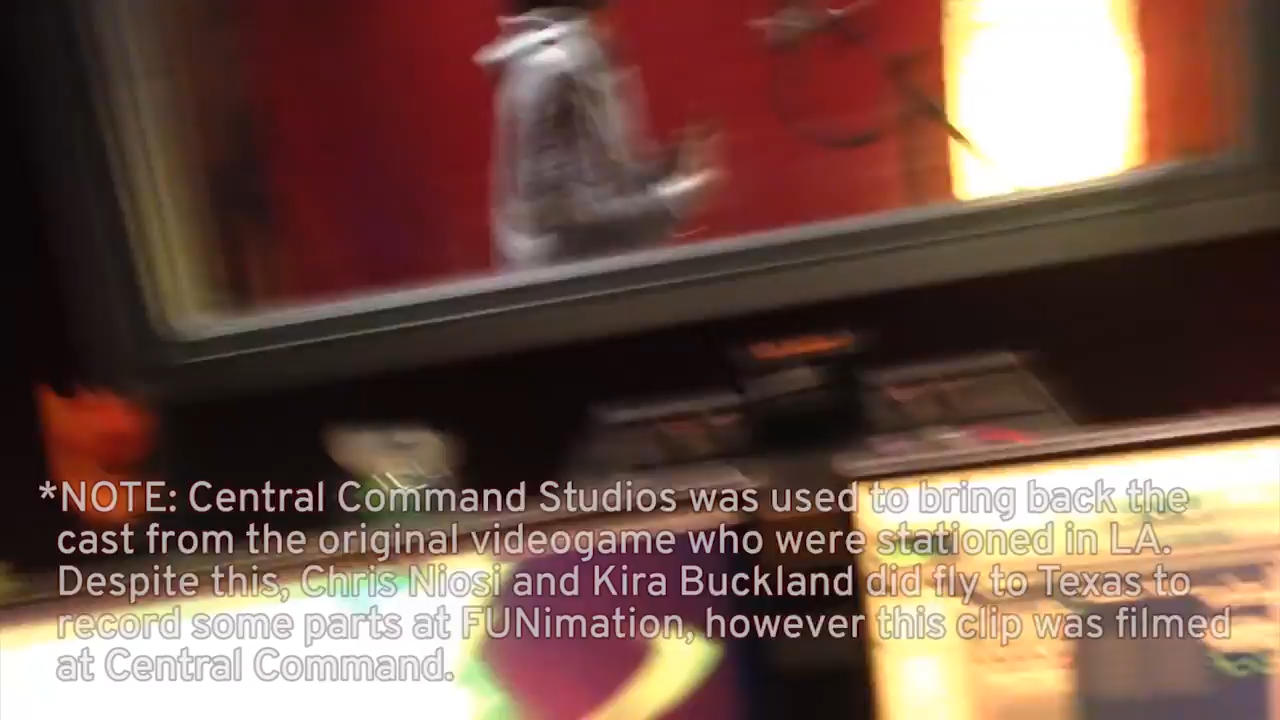 *NOTE: Central Command Studios was used to bring back the
cast from the original videogame who were stationed in LA.
Despite this, Chris Niosi and Kira Buckland did fly to Texas to
record some parts at FUNimation, however this clip was filmed
at Central Command.